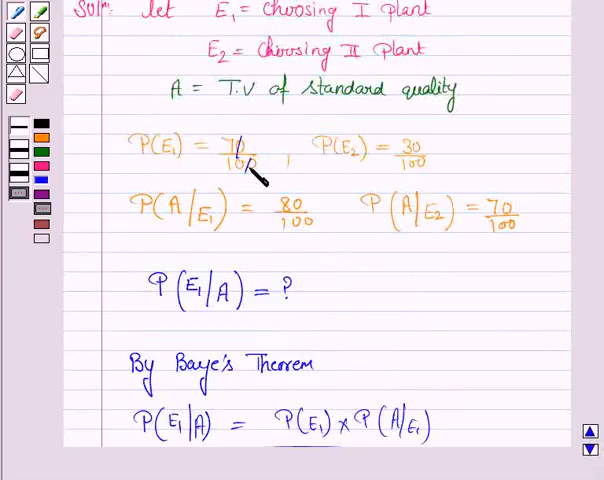 Solⁿ: let E₁ = Choosing I Plant
E₂ = Choosing II Plant
A = T.V of standard quality
P(E₁) = 70/100 , P(E₂) = 30/100
P(A/E₁) = 80/100 P(A/E₂) = 70/100
P(E₁/A) = ?
By Baye's Theorem
P(E₁|A) = P(E₁) × P(A/E₁)